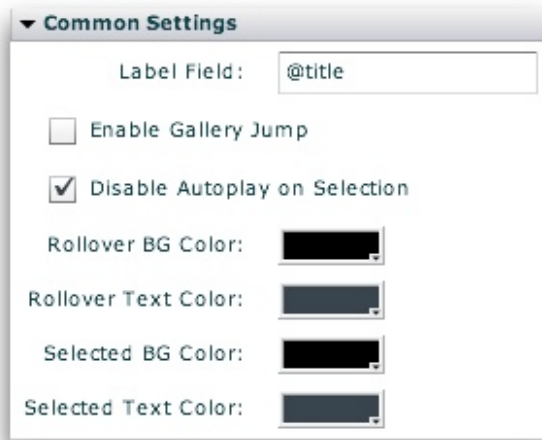 Common Settings
Label Field: @title
Enable Gallery Jump
Disable Autoplay on Selection
Rollover BG Color:
Rollover Text Color:
Selected BG Color:
Selected Text Color: